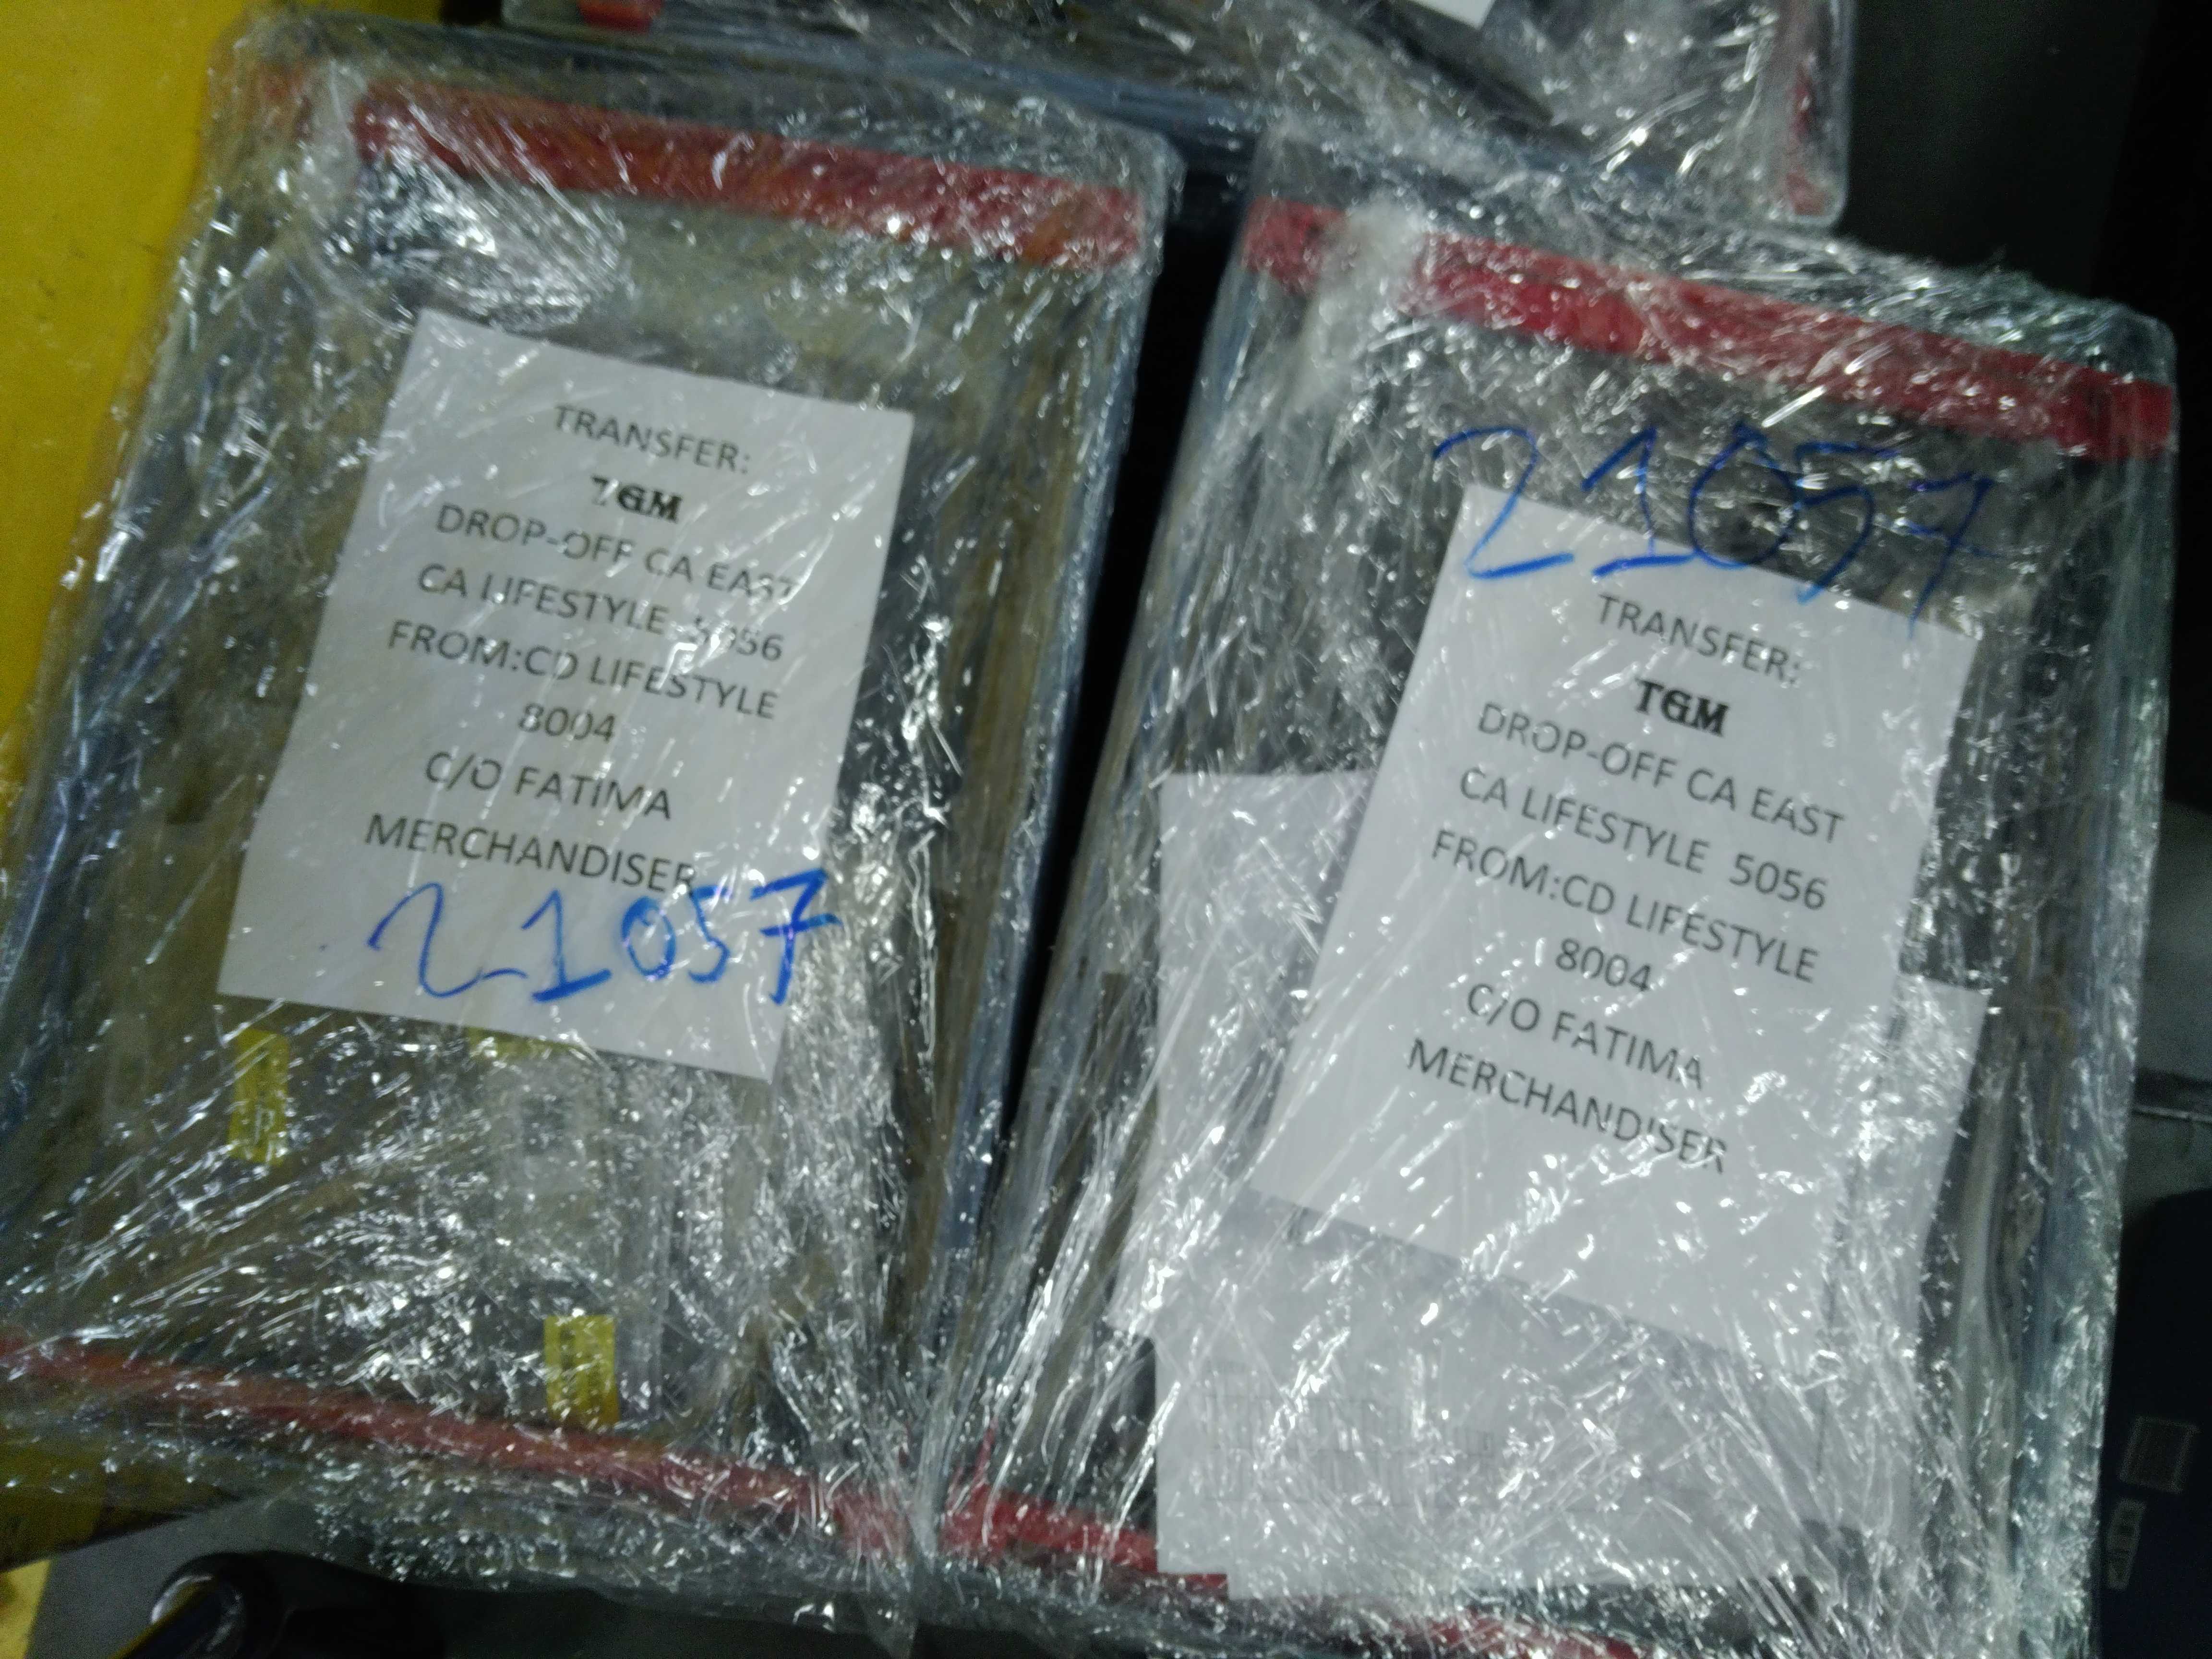 TRANSFER:
TGM
DROP-OFF CA EAST
CA LIFESTYLE 5056
FROM:CD LIFESTYLE
8004
C/O FATIMA
MERCHANDISER
21057
21057
TRANSFER:
TGM
DROP-OFF CA EAST
CA LIFESTYLE 5056
FROM:CD LIFESTYLE
8004
C/O FATIMA
MERCHANDISER